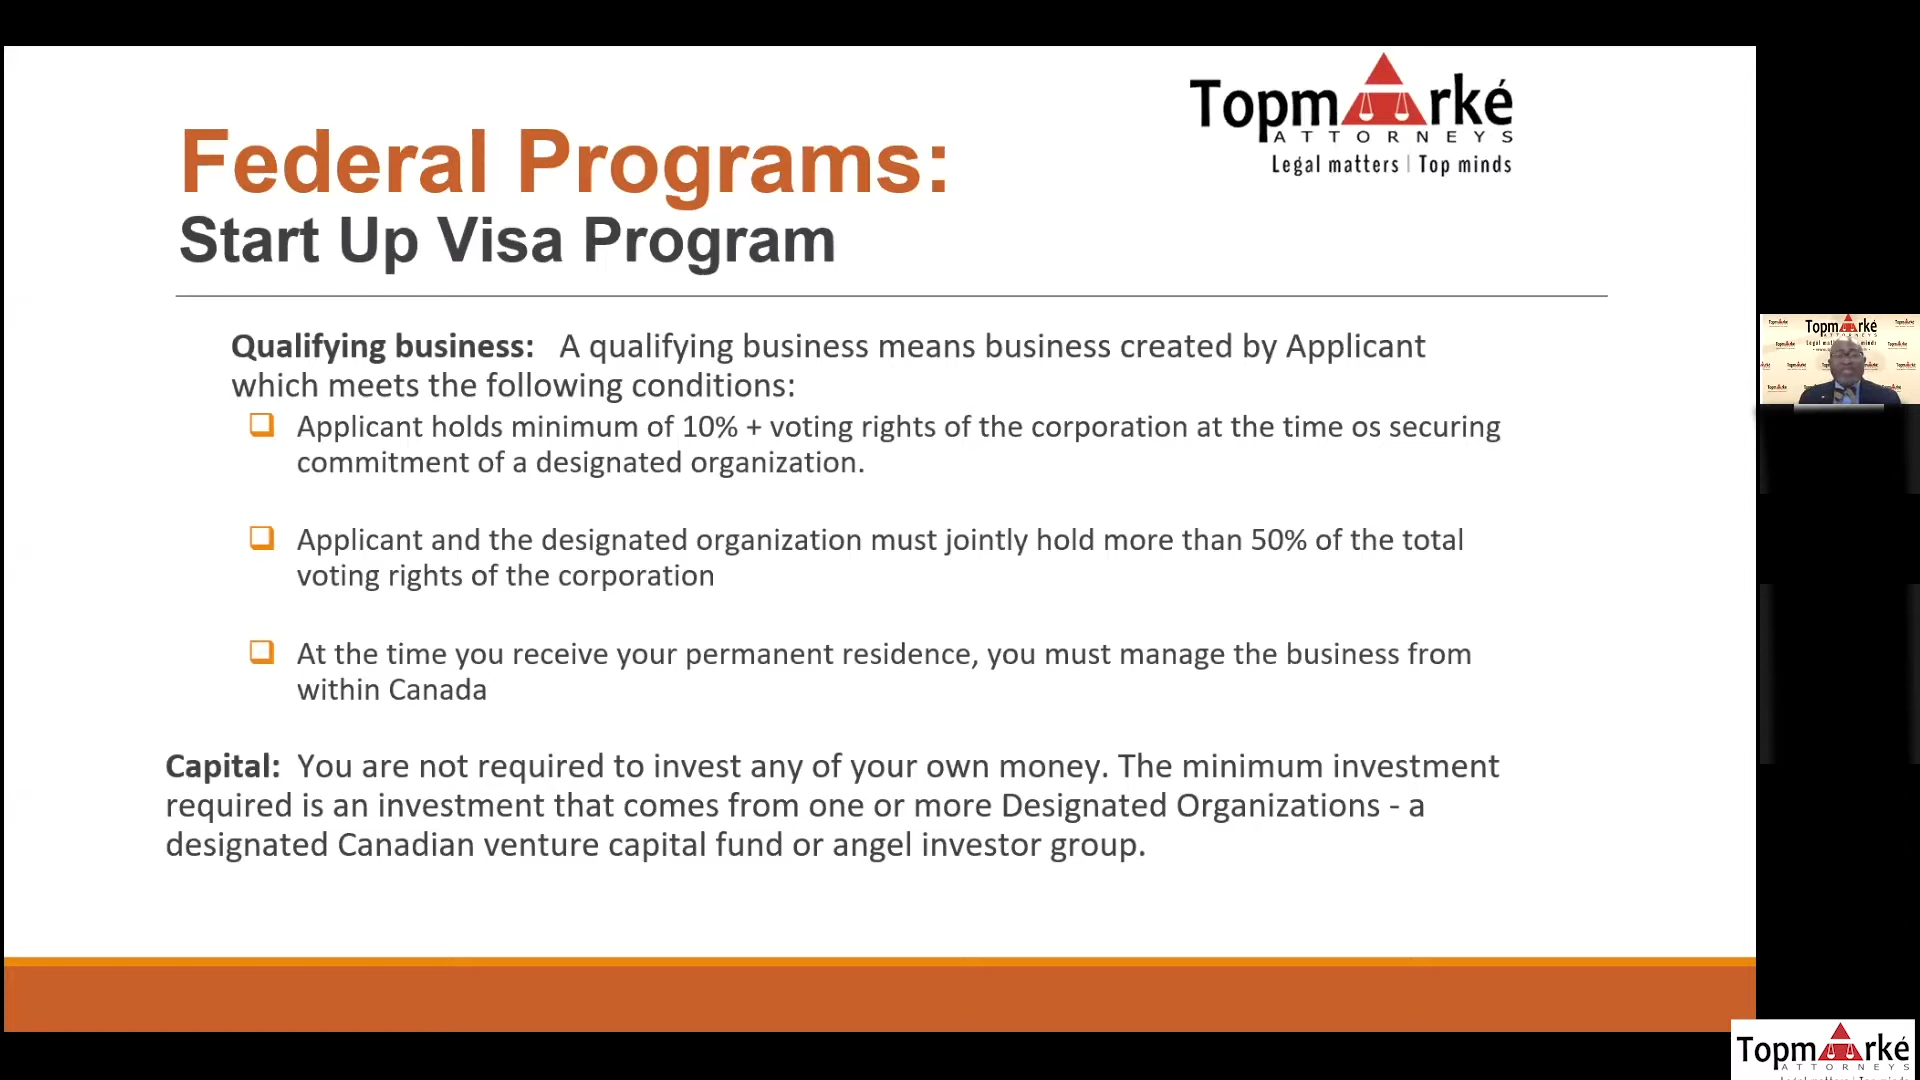 Topmarké
ATTORNEYS
Legal matters | Top minds
Federal Programs:
Start Up Visa Program
Qualifying business: A qualifying business means business created by Applicant
which meets the following conditions:
Applicant holds minimum of 10% + voting rights of the corporation at the time os securing
commitment of a designated organization.
Applicant and the designated organization must jointly hold more than 50% of the total
voting rights of the corporation
At the time you receive your permanent residence, you must manage the business from
within Canada
Capital: You are not required to invest any of your own money. The minimum investment
required is an investment that comes from one or more Designated Organizations - a
designated Canadian venture capital fund or angel investor group.
Topmarké
Topmarké
ATTORNEYS